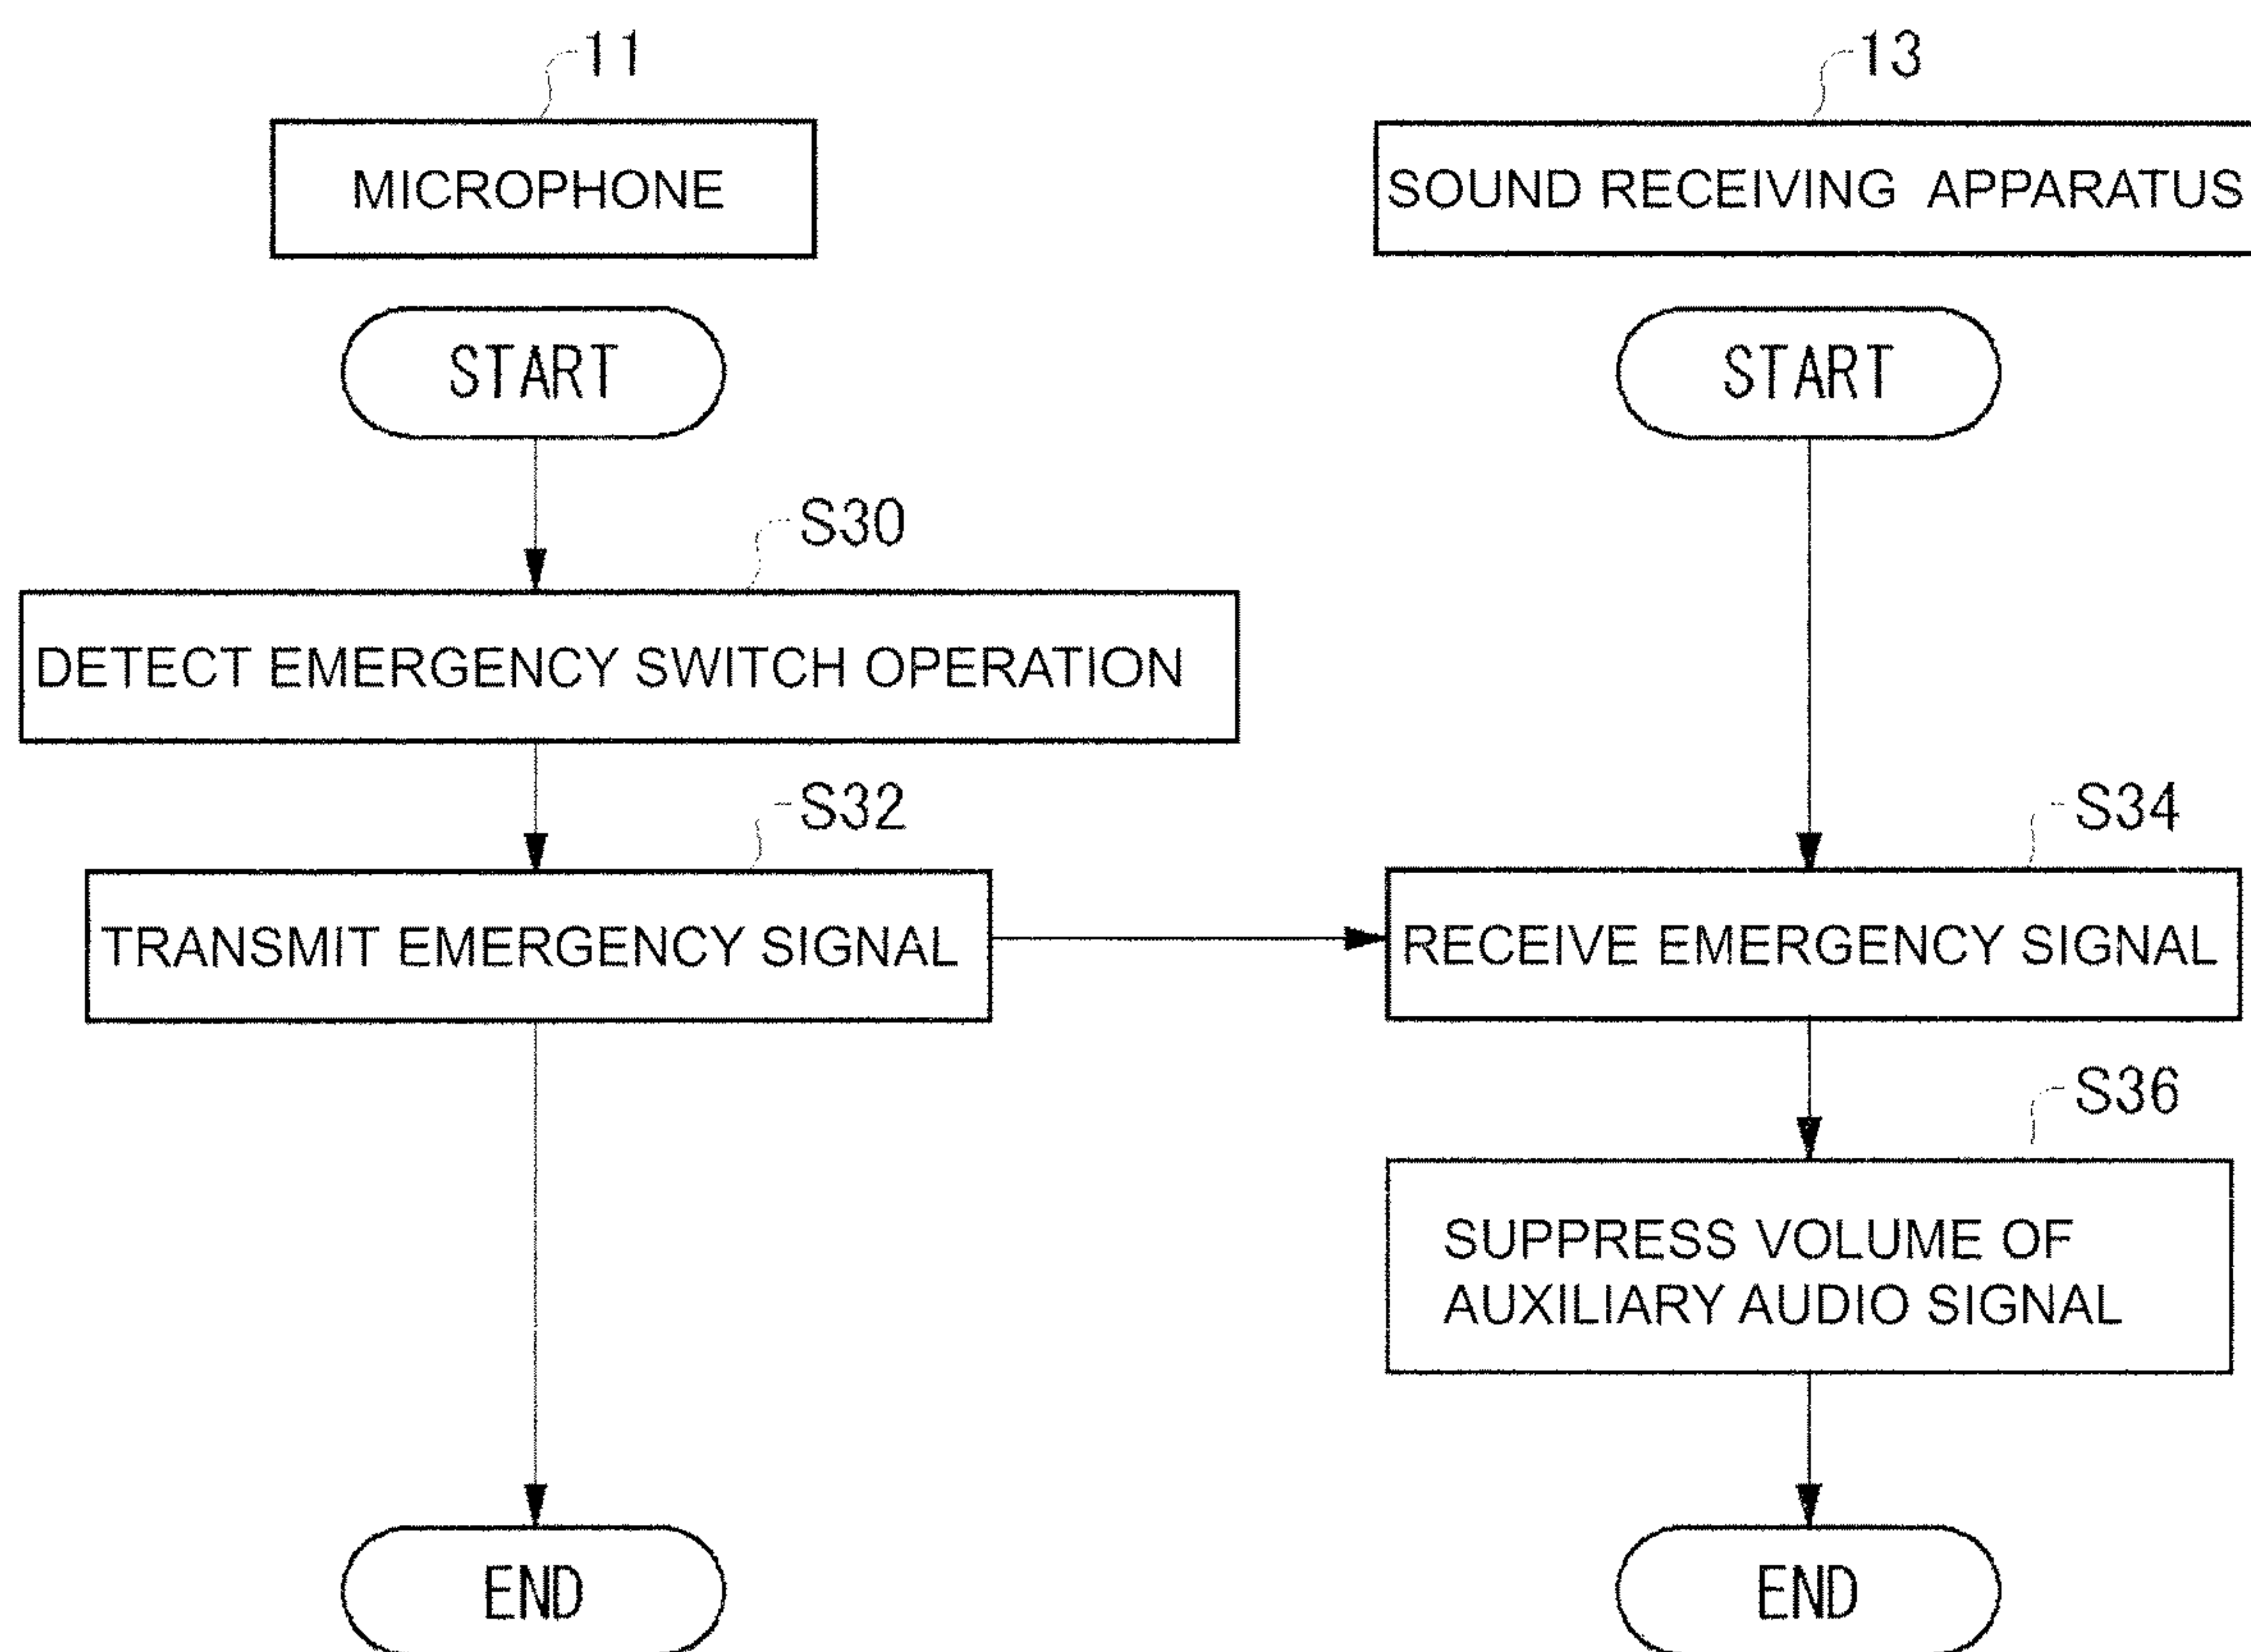 11
13
MICROPHONE
SOUND RECEIVING APPARATUS
START
START
S30
DETECT EMERGENCY SWITCH OPERATION
S32
S34
TRANSMIT EMERGENCY SIGNAL
RECEIVE EMERGENCY SIGNAL
S36
SUPPRESS VOLUME OF
AUXILIARY AUDIO SIGNAL
END
END